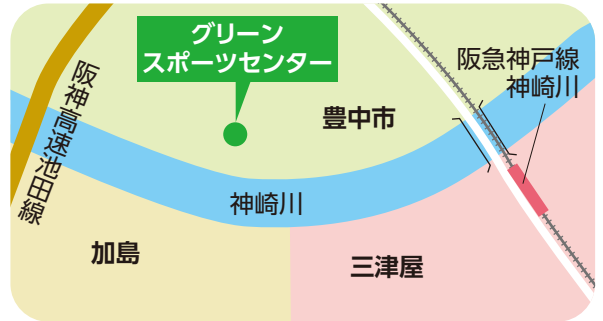 グリーン
スポーツセンター
阪急神戸線
神崎川
阪神高速池田線
豊中市
神崎川
加島
三津屋